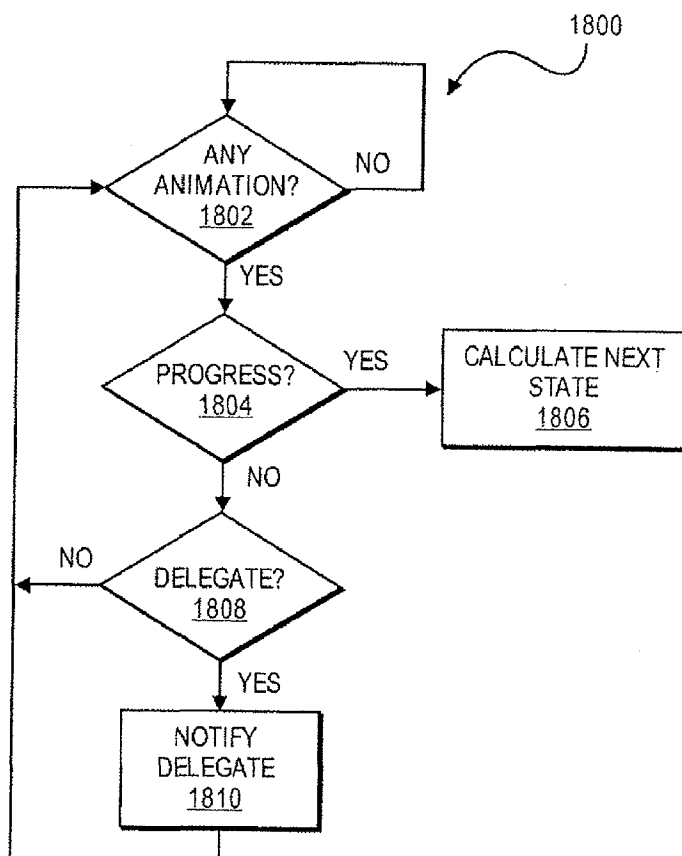 1800
ANY
ANIMATION?
1802
NO
YES
PROGRESS?
1804
YES
CALCULATE NEXT
STATE
1806
NO
DELEGATE?
1808
NO
YES
NOTIFY
DELEGATE
1810